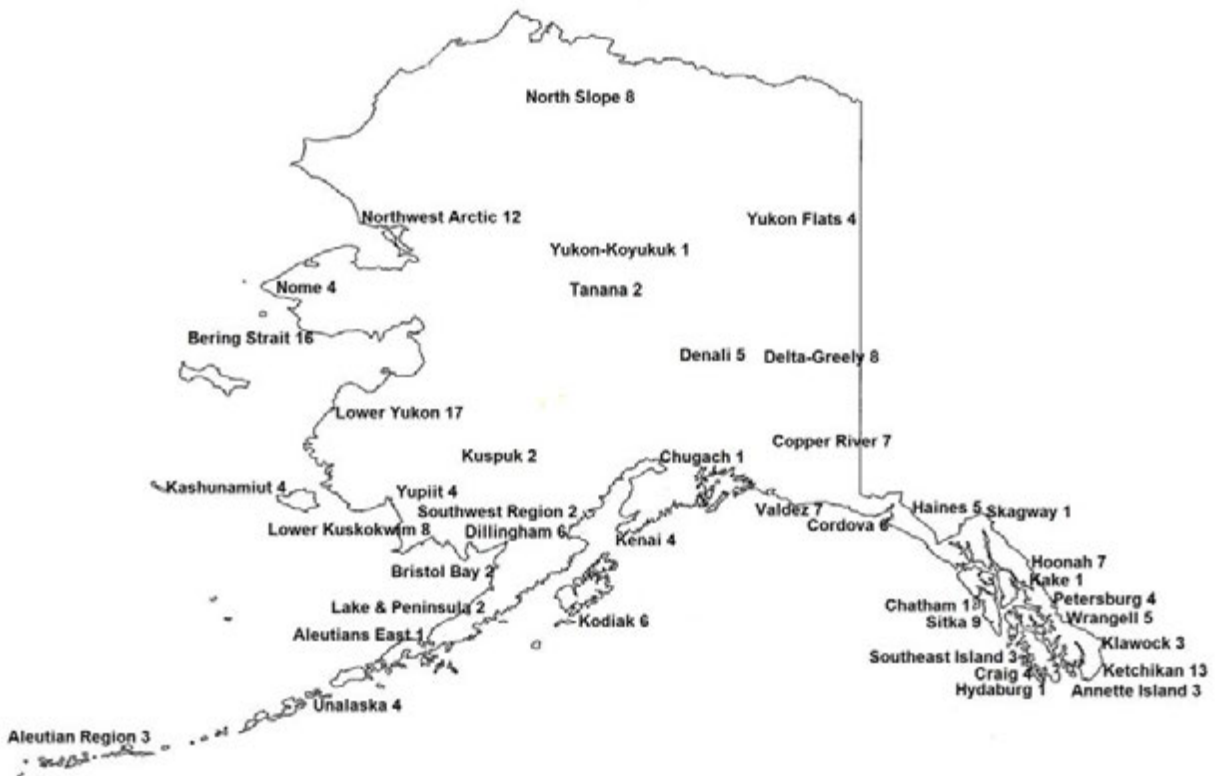 North Slope 8
Northwest Arctic 12
Yukon Flats 4
Yukon-Koyukuk 1
Nome 4
Tanana 2
Bering Strait 16
Denali 5
Delta-Greely 8
Lower Yukon 17
Copper River 7
Kuspuk 2
Chugach 1
Kashunamiut 4
Yupiit 4
Southwest Region 2
Valdez 7
Haines 5
Skagway 1
Lower Kuskokwim 8
Dillingham 6
Cordova 6
Kenai 4
Hoonah 7
Bristol Bay 2
Kake 1
Petersburg 4
Lake & Peninsula 2
Chatham 1
Kodiak 6
Sitka 9
Wrangell 5
Aleutians East 1
Klawock 3
Southeast Island 3
Craig 4
Ketchikan 13
Hydaburg 1
Annette Island 3
Unalaska 4
Aleutian Region 3